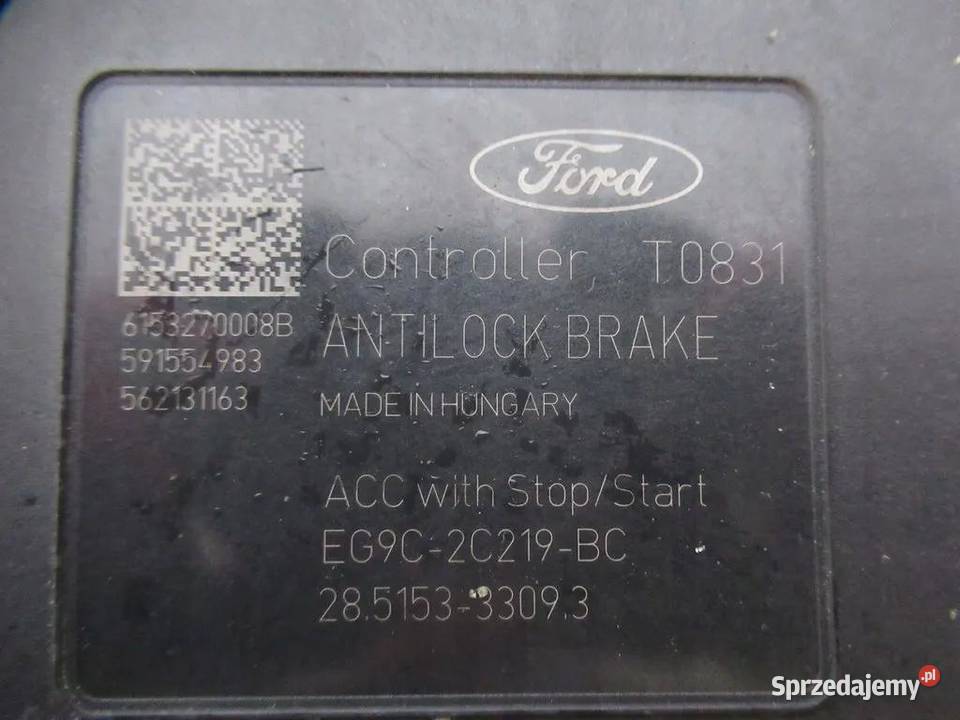 Ford
Controller, T0831
6153270008B
ANTILOCK BRAKE
591554983
562131163
MADE IN HUNGARY
ACC with Stop/Start
EG9C-2C219-BC
28.5153-3309.3
Sprzedajemy.pl